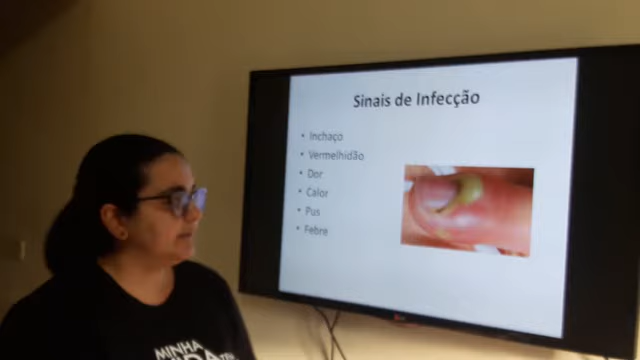 Sinais de Infecção
• Inchaço
• Vermelhidão
• Dor
• Calor
• Pus
• Febre
MINHA